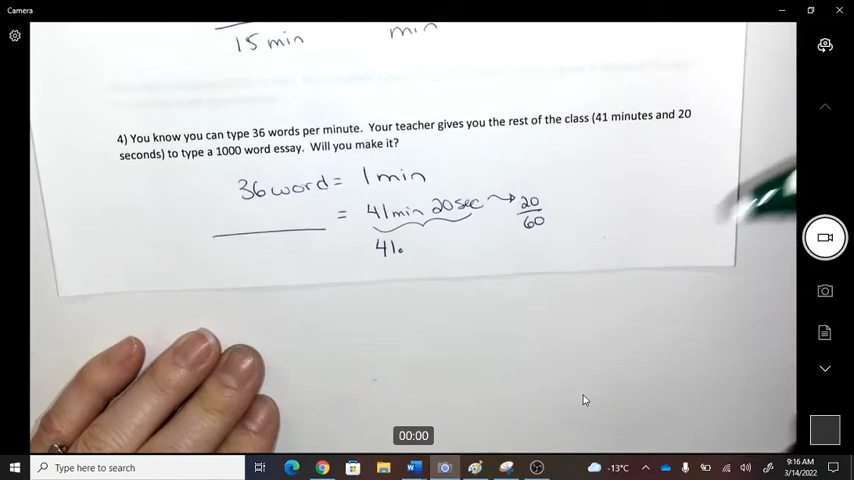 Camera
15 min min
4) You know you can type 36 words per minute. Your teacher gives you the rest of the class (41 minutes and 20
seconds) to type a 1000 word essay. Will you make it?
36 word = 1 min
= 41 min 20 sec 20
60
41.
00:00
Type here to search
-13°C
9:16 AM
3/14/2022